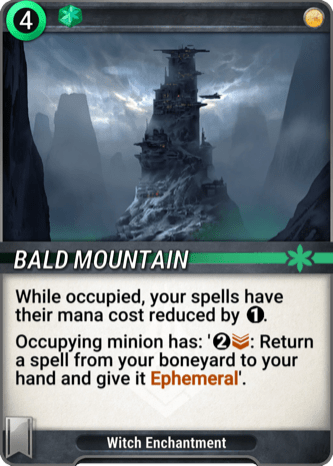 4
BALD MOUNTAIN
While occupied, your spells have
their mana cost reduced by 1.
Occupying minion has: '2: Return
a spell from your boneyard to your
hand and give it Ephemeral'.
Witch Enchantment